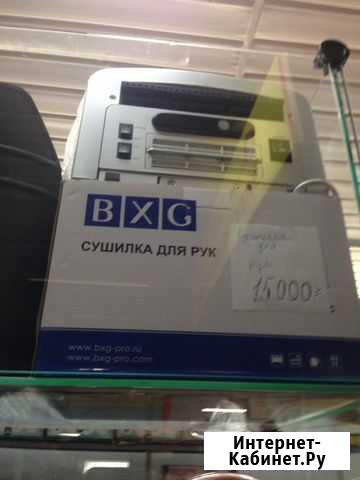 BXG
СУШИЛКА ДЛЯ РУК
15000=
www.bxg-pro.ru
www.bxg-pro.com
Интернет-
Кабинет.Ру